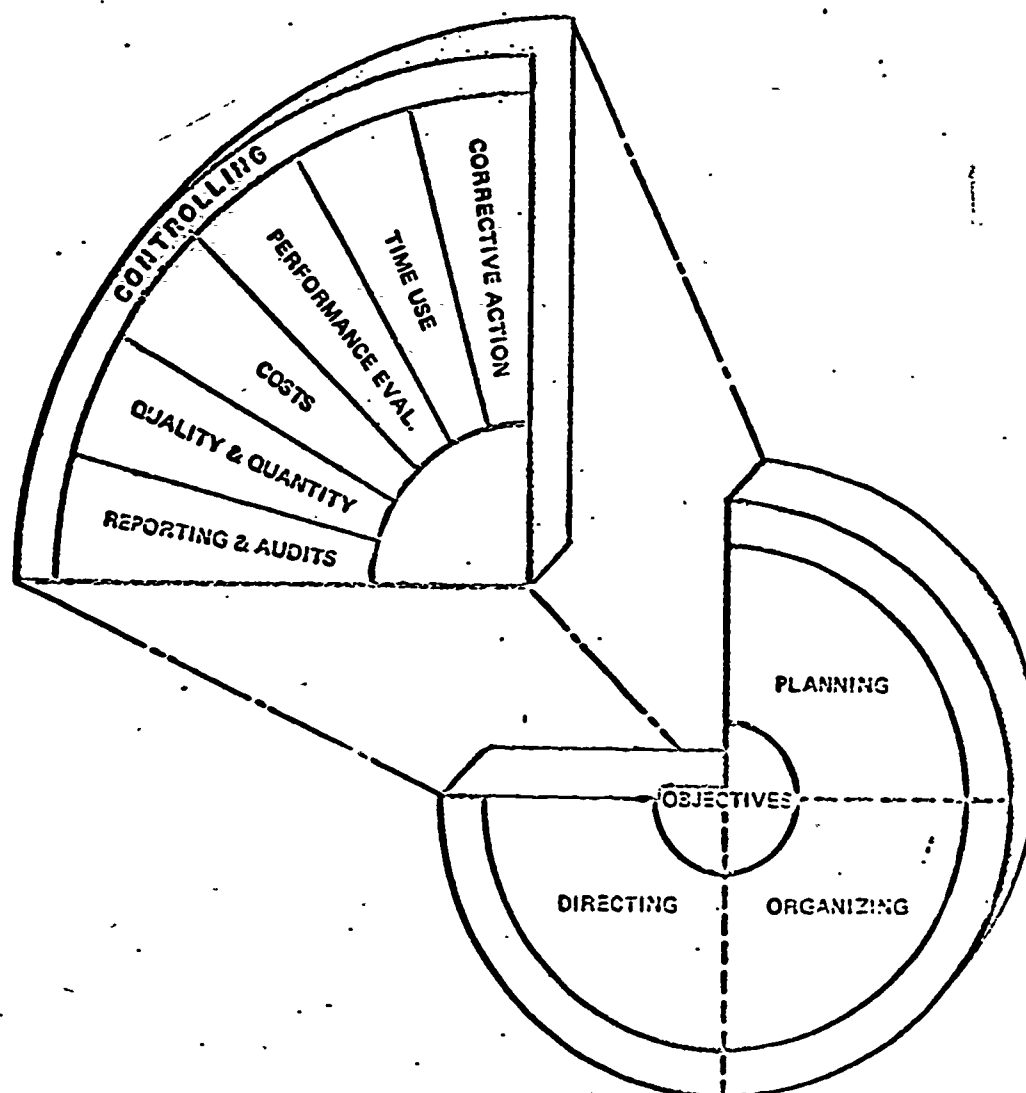 CONTROLLING
CORRECTIVE ACTION
TIME USE
PERFORMANCE EVAL.
COSTS
QUALITY & QUANTITY
REPORTING & AUDITS
PLANNING
OBJECTIVES
DIRECTING
ORGANIZING